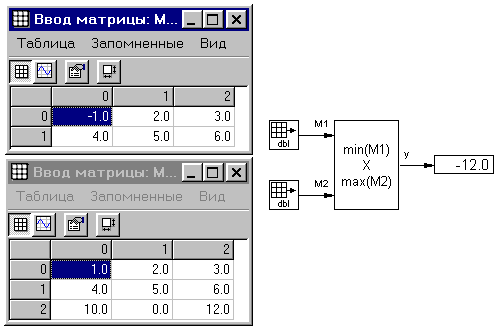 Ввод матрицы: М...
Таблица Запомненные Вид
0 1 2
0 -1.0 2.0 3.0
1 4.0 5.0 6.0
Ввод матрицы: М...
Таблица Запомненные Вид
0 1 2
0 1.0 2.0 3.0
1 4.0 5.0 6.0
2 10.0 0.0 12.0
dbl
M1
dbl
M2
min(M1)
X
max(M2)
y
-12.0